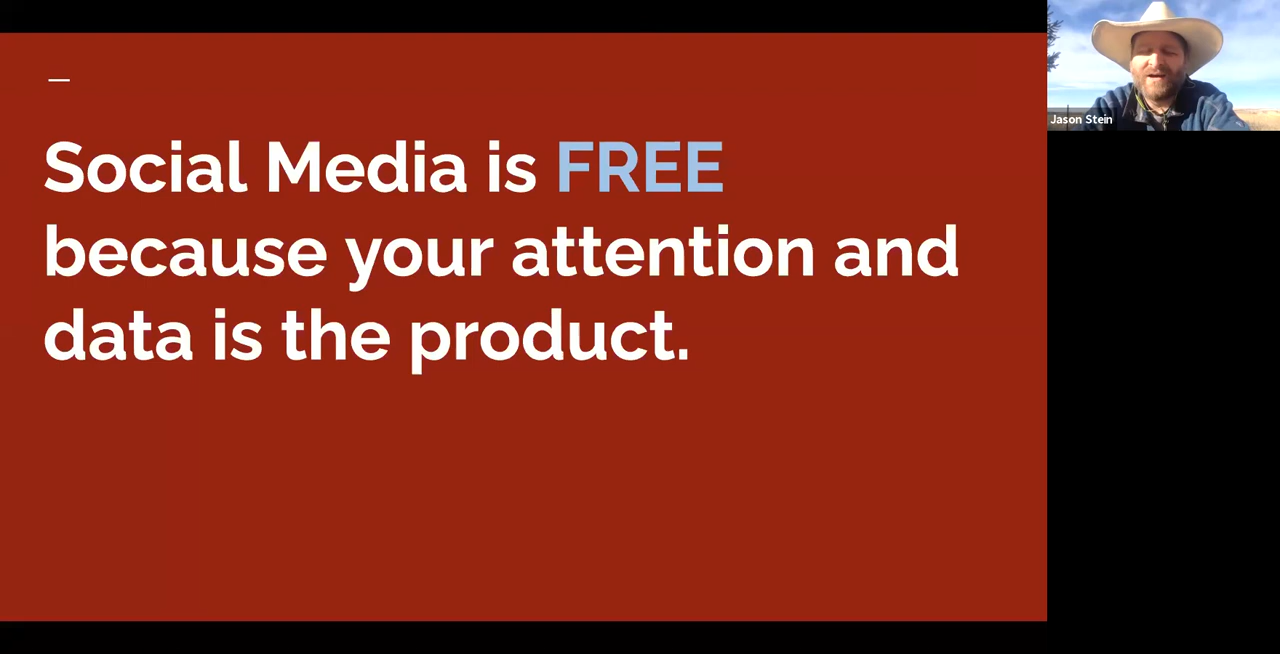 Social Media is FREE
because your attention and
data is the product.
Jason Stein